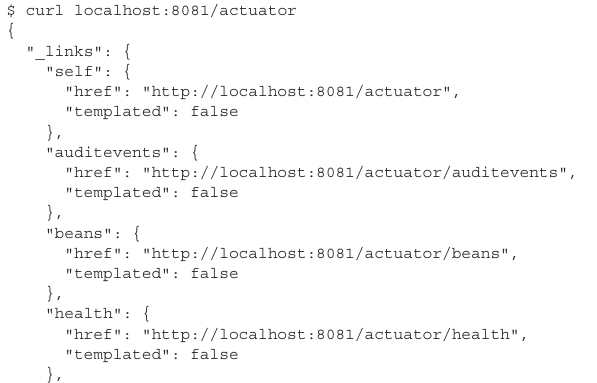 $ curl localhost:8081/actuator
{
  "_links": {
    "self": {
      "href": "http://localhost:8081/actuator",
      "templated": false
    },
    "auditevents": {
      "href": "http://localhost:8081/actuator/auditevents",
      "templated": false
    },
    "beans": {
      "href": "http://localhost:8081/actuator/beans",
      "templated": false
    },
    "health": {
      "href": "http://localhost:8081/actuator/health",
      "templated": false
    },